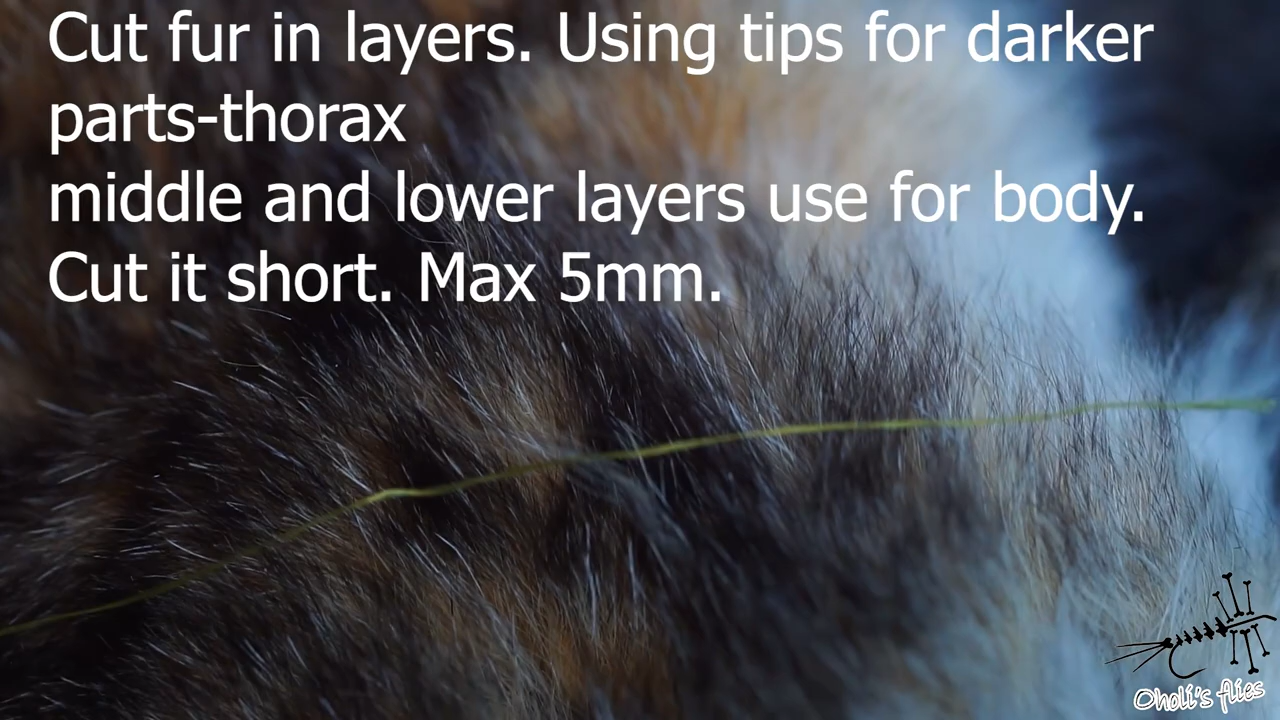 Cut fur in layers. Using tips for darker
parts-thorax
middle and lower layers use for body.
Cut it short. Max 5mm.
Oholi's flies